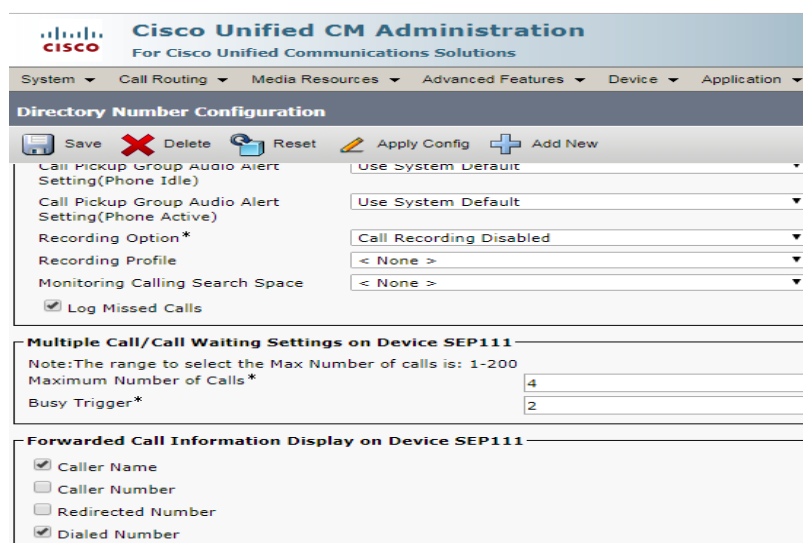 Cisco Unified CM Administration
CISCO
For Cisco Unified Communications Solutions
System Call Routing Media Resources Advanced Features Device Application
Directory Number Configuration
Save Delete Reset Apply Config Add New
Call Pickup Group Audio Alert Use System Default
Setting(Phone Idle)
Call Pickup Group Audio Alert Use System Default
Setting(Phone Active)
Recording Option* Call Recording Disabled
Recording Profile < None >
Monitoring Calling Search Space < None >
Log Missed Calls
Multiple Call/Call Waiting Settings on Device SEP111
Note:The range to select the Max Number of calls is: 1-200
Maximum Number of Calls* 4
Busy Trigger* 2
Forwarded Call Information Display on Device SEP111
Caller Name
Caller Number
Redirected Number
Dialed Number